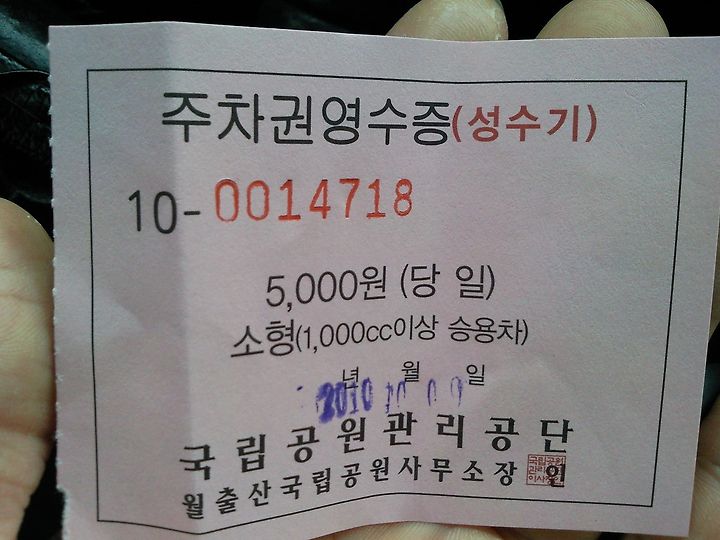 주차권영수증(성수기)
10-0014718
5,000원 (당 일)
소형(1,000cc이상 승용차)
년 월 일
2010 10
국립공원관리공단
월출산국립공원사무소장 인